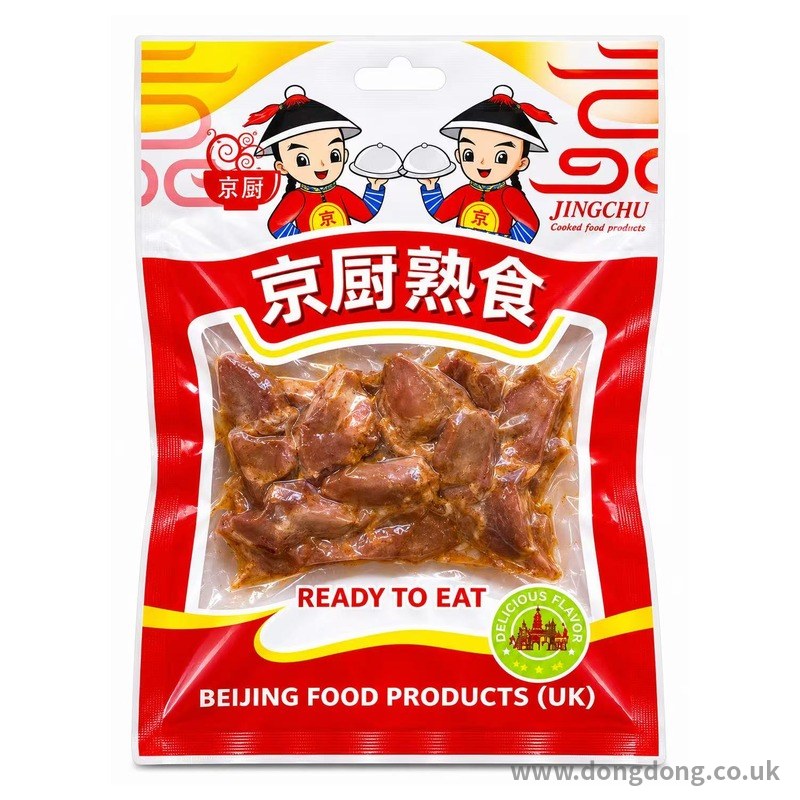 京厨
京
京
JINGCHU
Cooked food products
京厨熟食
READY TO EAT
DELICIOUS FLAVOR
BEIJING FOOD PRODUCTS (UK)
www.dongdong.co.uk